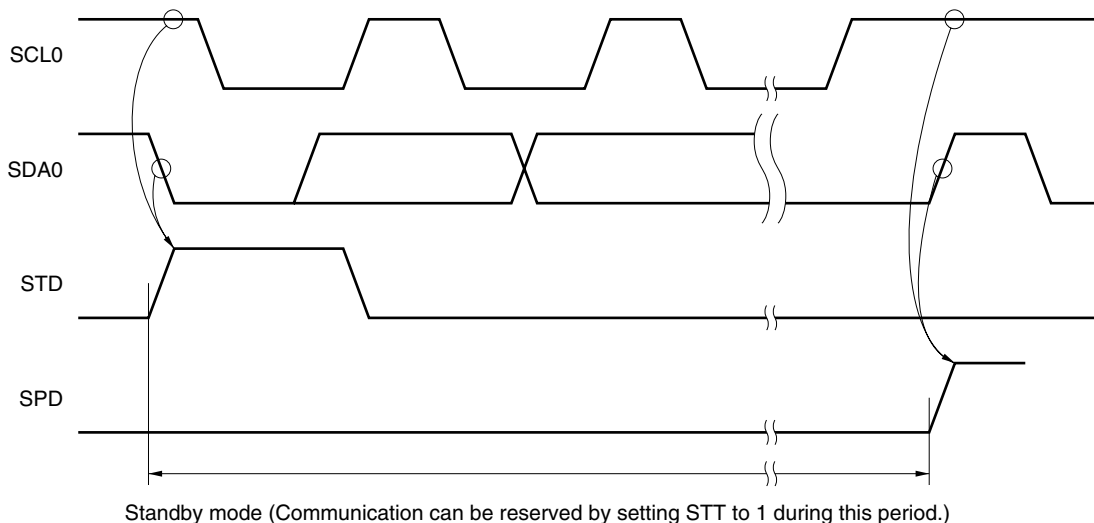 SCL0
SDA0
STD
SPD
Standby mode (Communication can be reserved by setting STT to 1 during this period.)